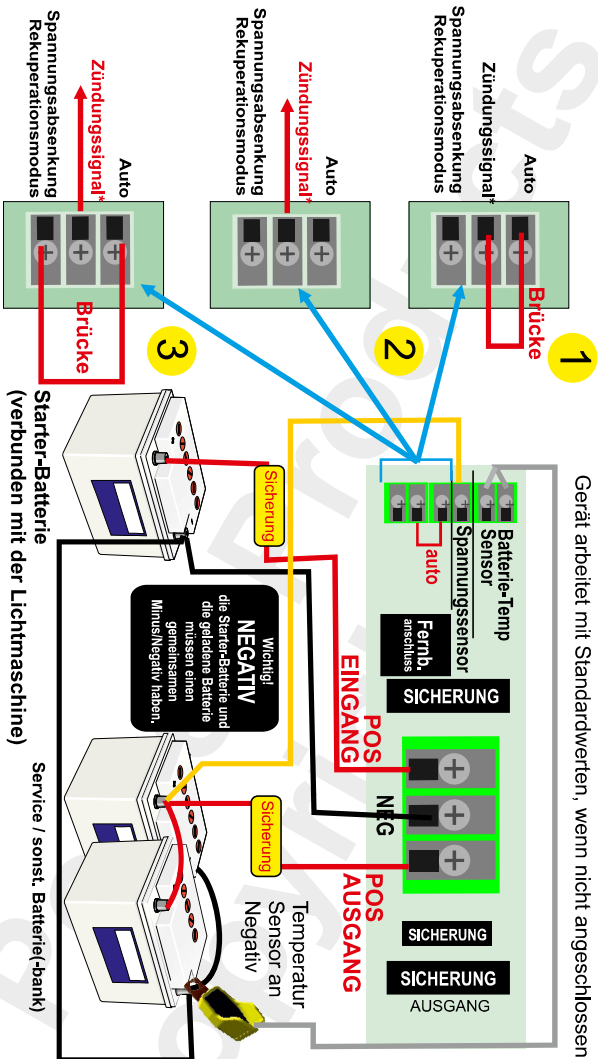 Gerät arbeitet mit Standardwerten, wenn nicht angeschlossen
1
Brücke
Auto
Zündungssignal*
Spannungsabsenkung
Rekuperationsmodus
2
Auto
Zündungssignal*
Spannungsabsenkung
Rekuperationsmodus
3
Brücke
Auto
Zündungssignal*
Spannungsabsenkung
Rekuperationsmodus
Batterie-Temp
Sensor
Spannungssensor
auto
Fernb.
anschluss
SICHERUNG
POS
EINGANG
NEG
POS
AUSGANG
SICHERUNG
SICHERUNG
AUSGANG
Sicherung
Sicherung
Wichtig!
NEGATIV
die Starter-Batterie und
die geladene Batterie
müssen einen
gemeinsamen
Minus/Negativ haben.
Temperatur
Sensor an
Negativ
Starter-Batterie
(verbunden mit der Lichtmaschine)
Service / sonst. Batterie(-bank)